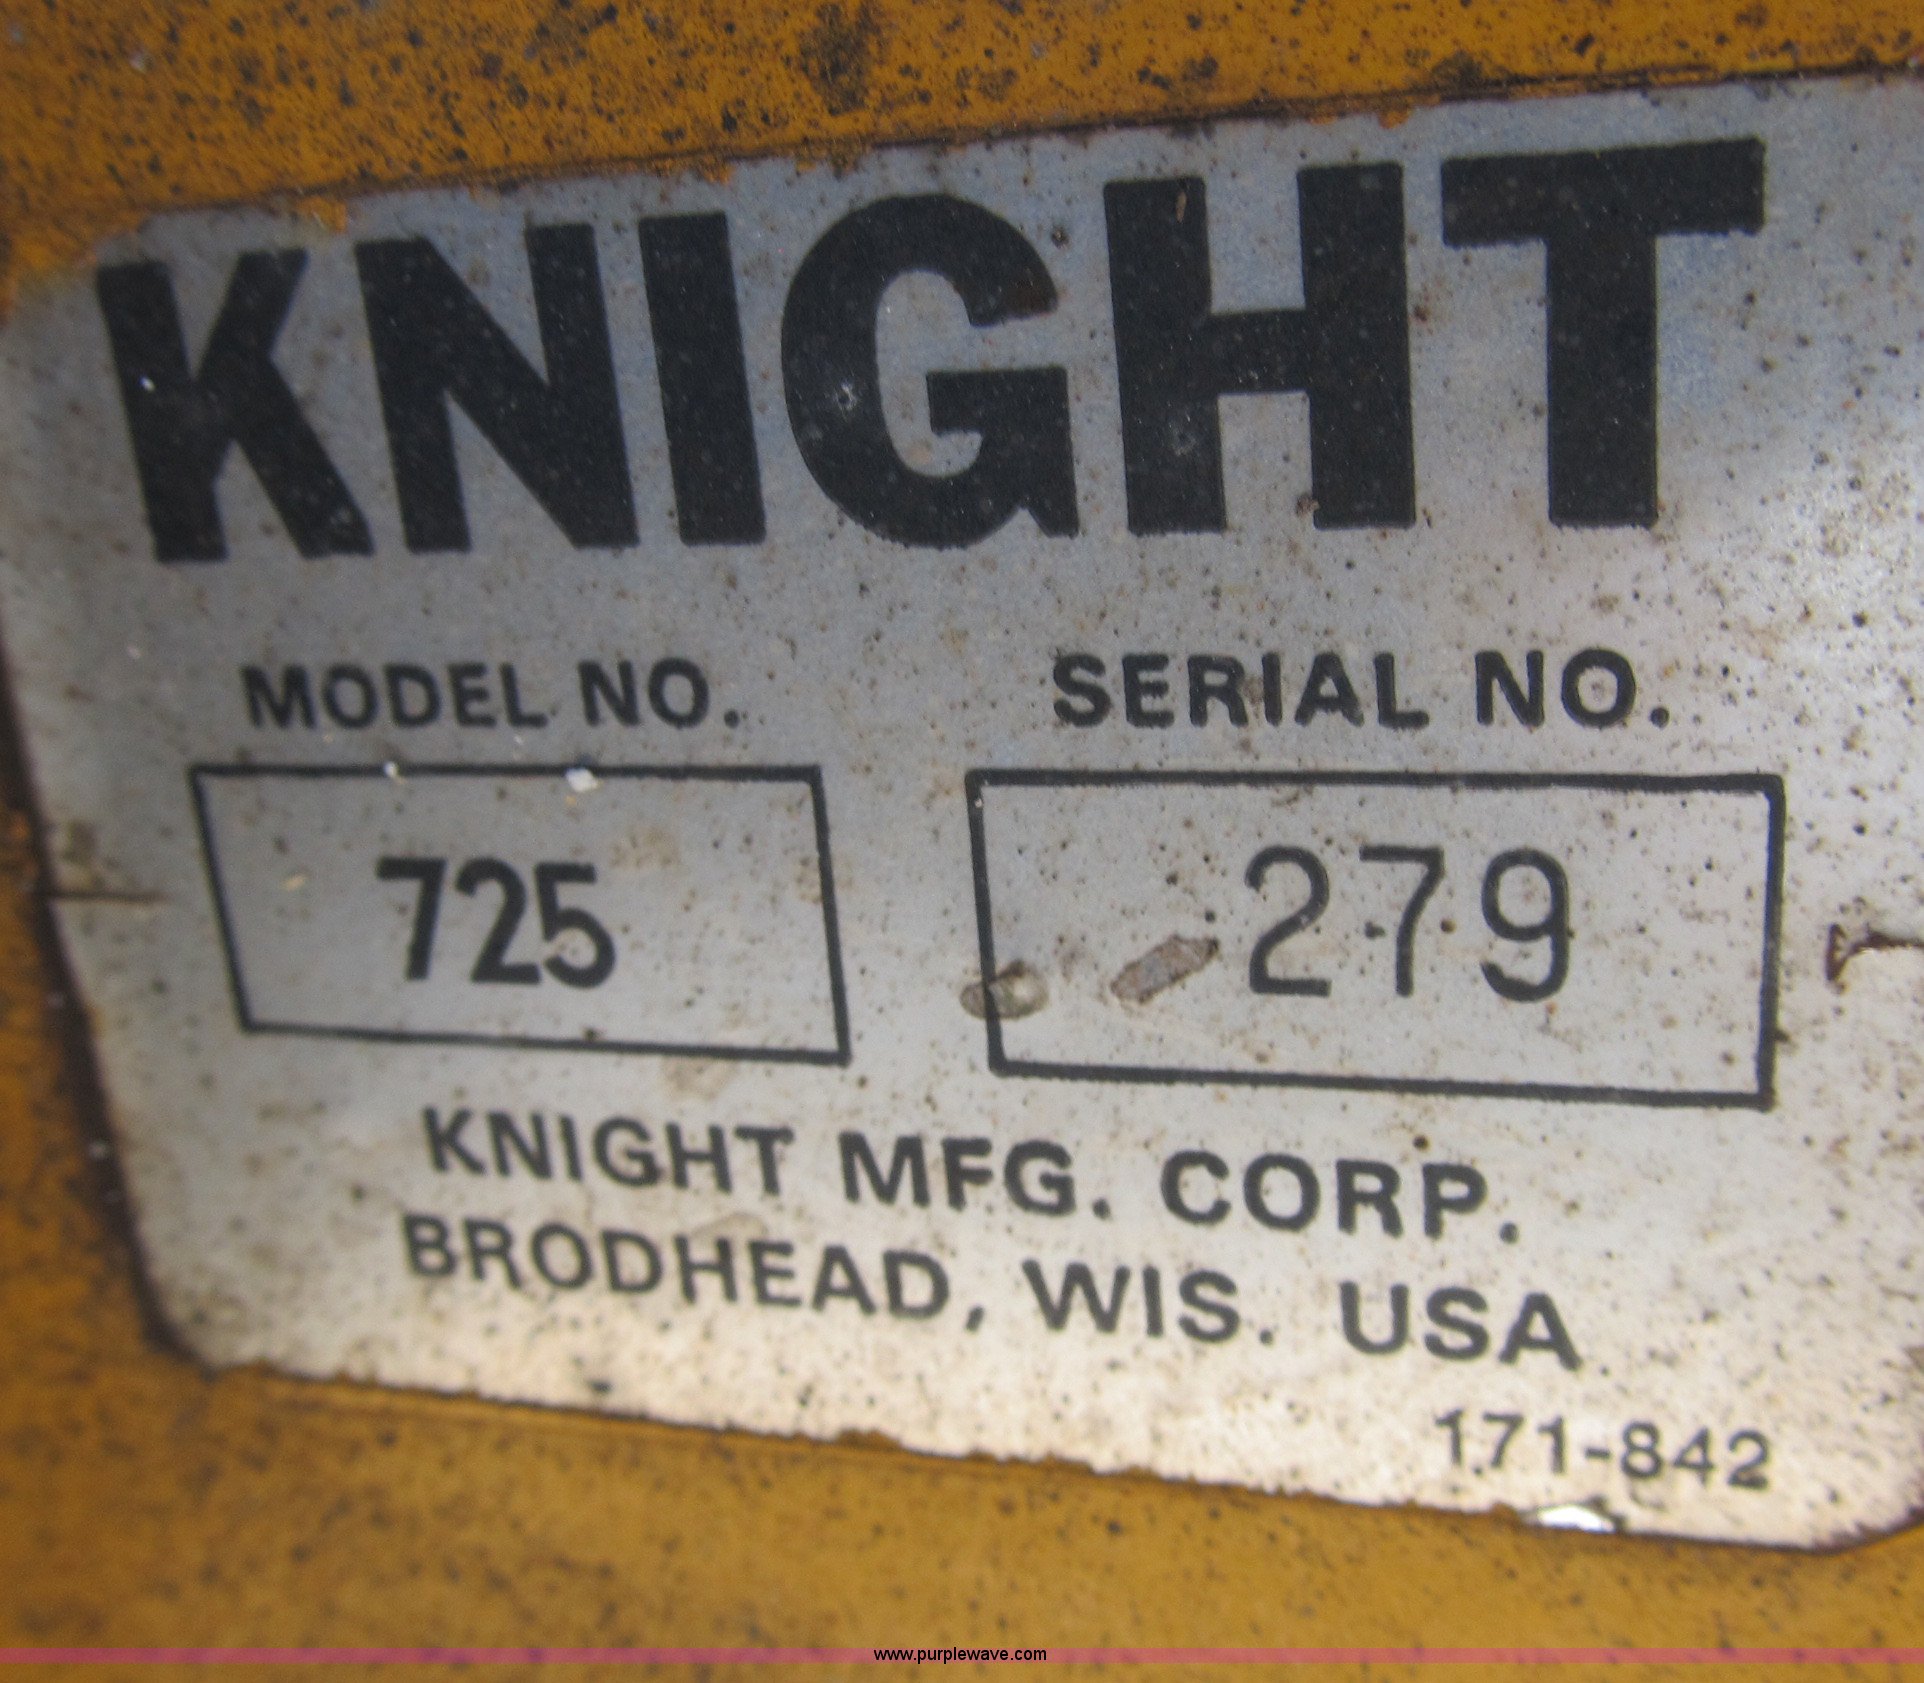 KNIGHT
MODEL NO. SERIAL NO.
725 279
KNIGHT MFG. CORP.
BRODHEAD, WIS. USA
171-842
www.purplewave.com